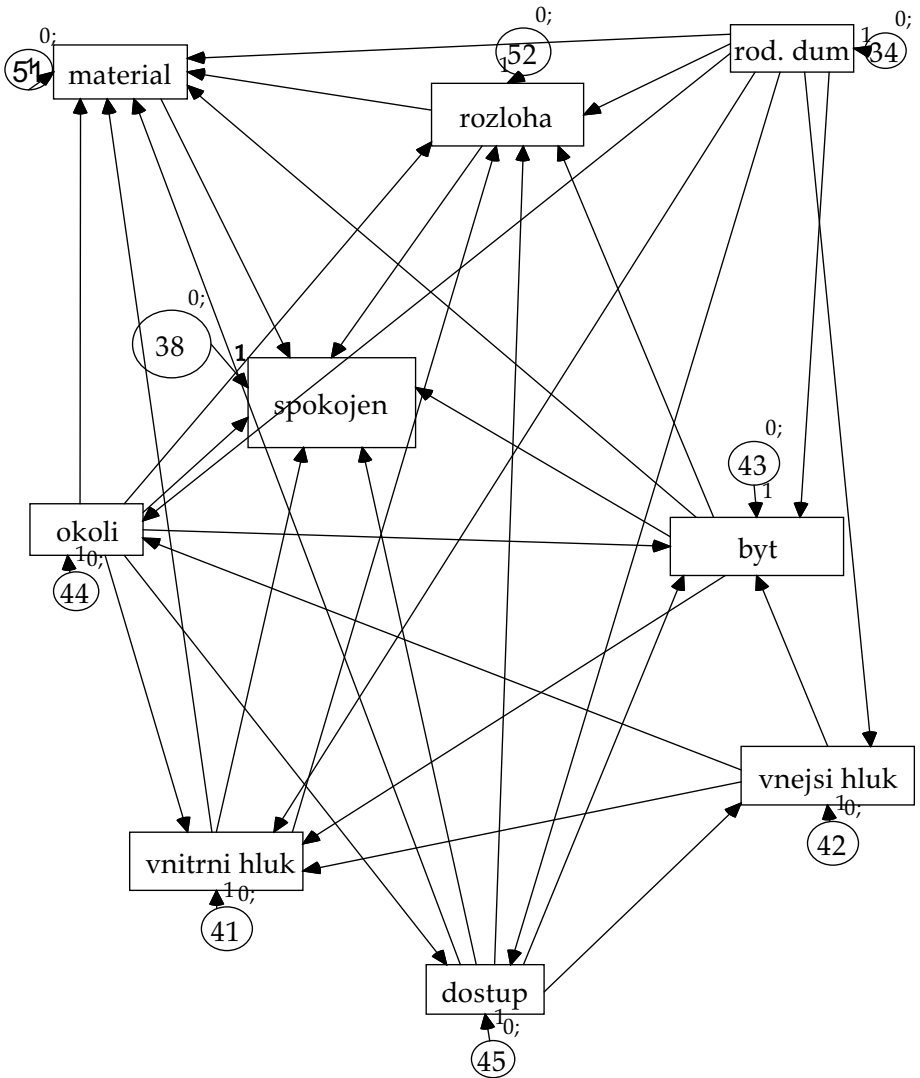 0;
0;
0;
51
material
52
1
rod. dum
1
34
rozloha
0;
38
1
spokojen
0;
43
1
okoli
byt
1
0;
44
vnejsi hluk
1
0;
42
vnitrni hluk
1
0;
41
dostup
1
0;
45